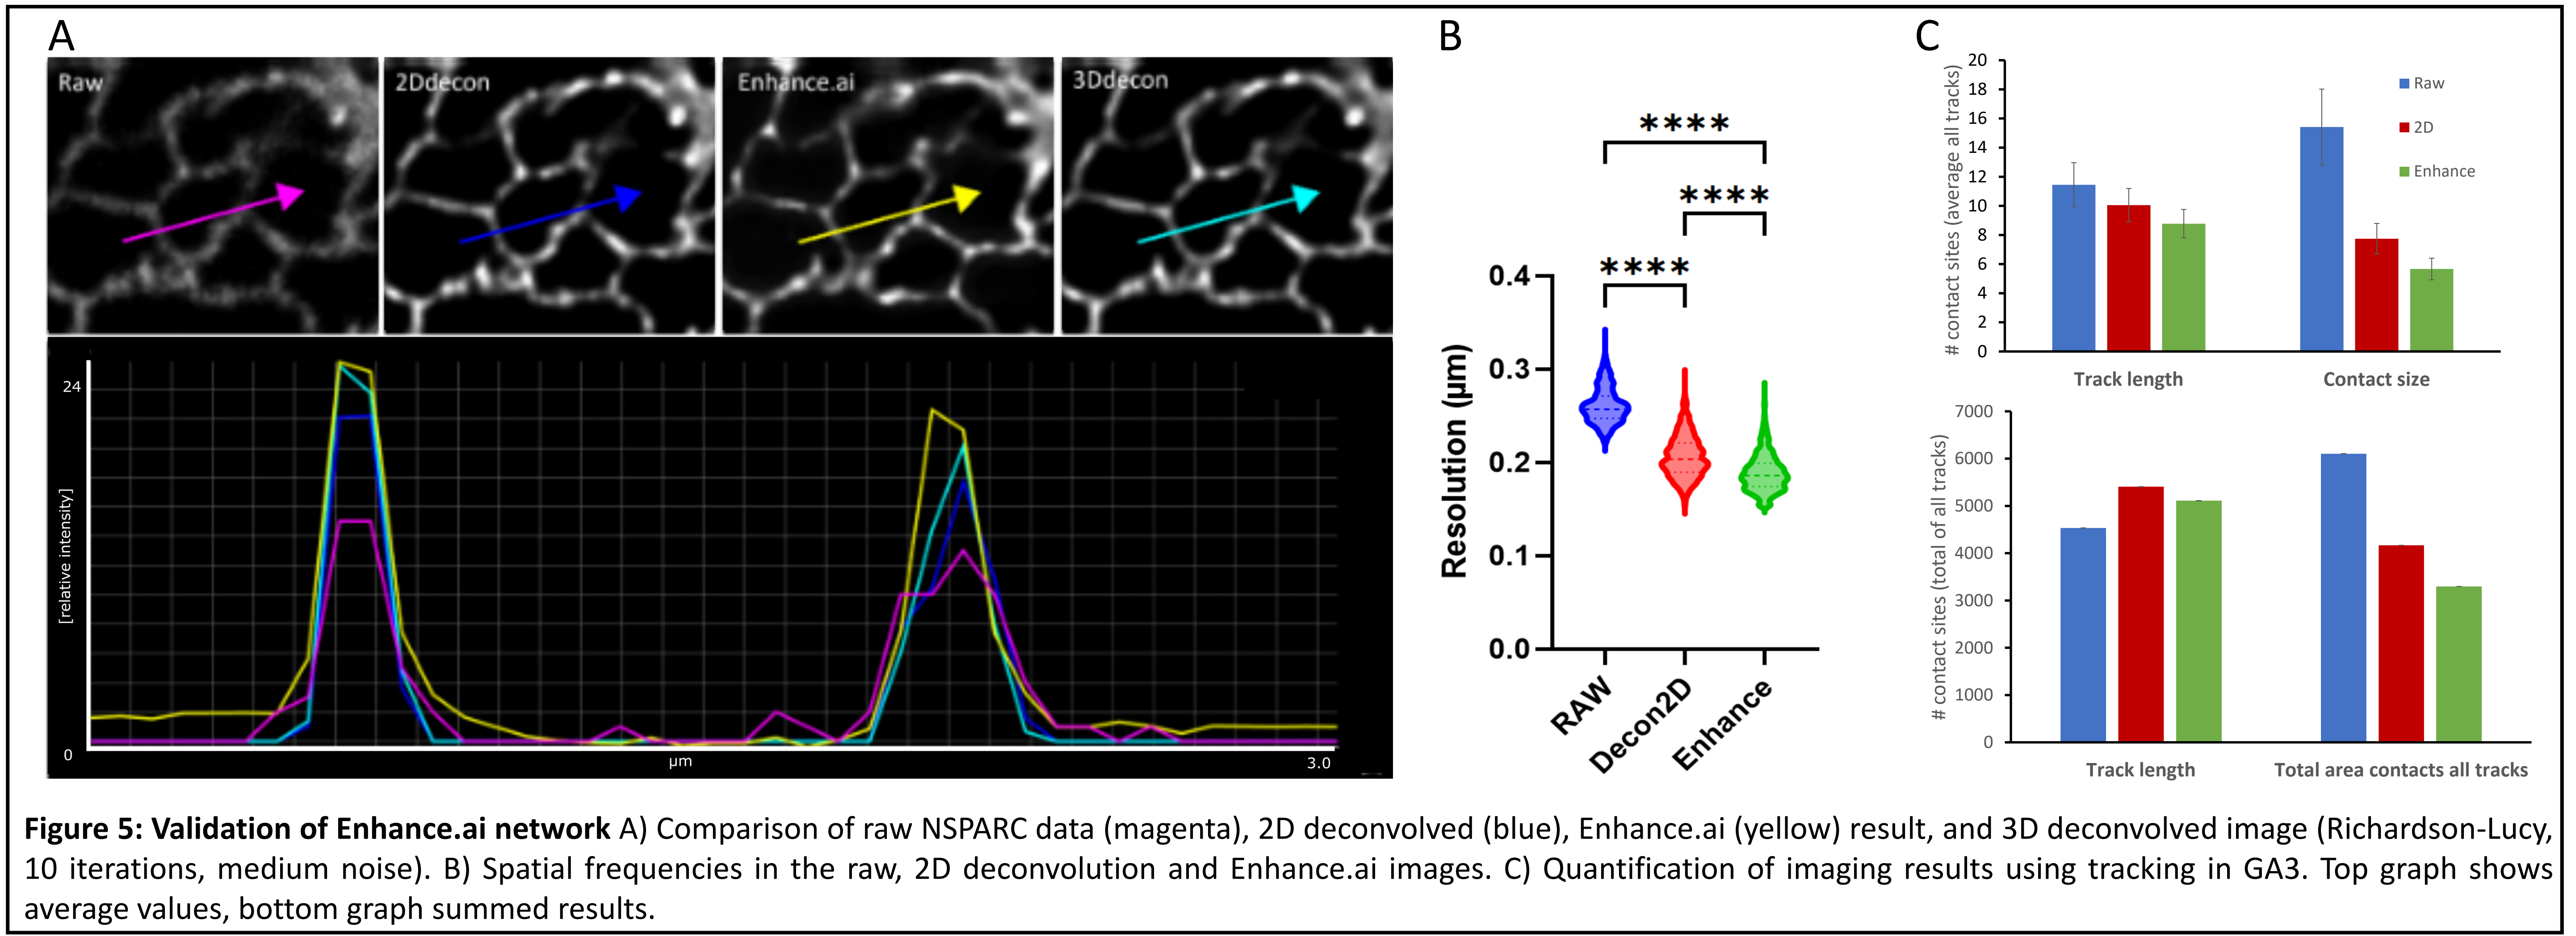 A
Raw
2Ddecon
Enhance.ai
3Ddecon
24
[relative intensity]
0
µm
3.0
B
****
****
****
0.4
0.3
0.2
0.1
0.0
Resolution (µm)
RAW
Decon2D
Enhance
C
# contact sites (average all tracks)
20
18
16
14
12
10
8
6
4
2
0
Raw
2D
Enhance
Track length
Contact size
# contact sites (total of all tracks)
7000
6000
5000
4000
3000
2000
1000
0
Track length
Total area contacts all tracks
Figure 5: Validation of Enhance.ai network A) Comparison of raw NSPARC data (magenta), 2D deconvolved (blue), Enhance.ai (yellow) result, and 3D deconvolved image (Richardson-Lucy,
10 iterations, medium noise). B) Spatial frequencies in the raw, 2D deconvolution and Enhance.ai images. C) Quantification of imaging results using tracking in GA3. Top graph shows
average values, bottom graph summed results.